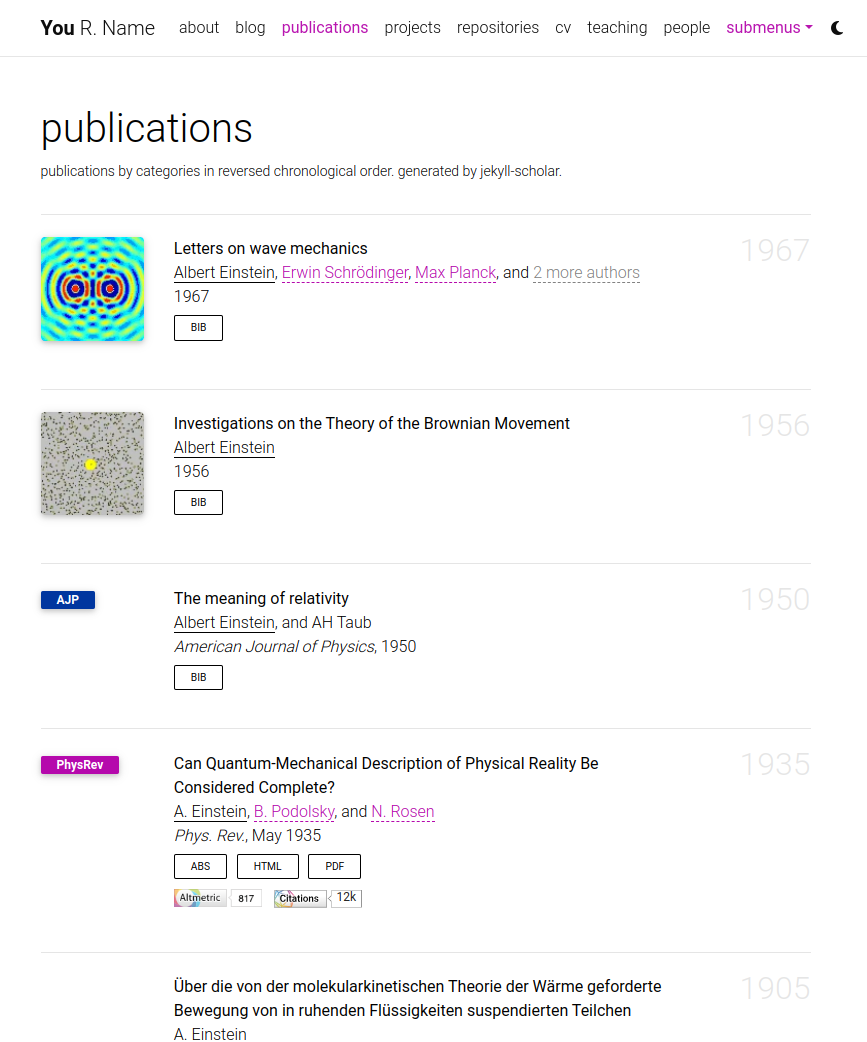 You R. Name about blog publications projects repositories cv teaching people submenus
publications
publications by categories in reversed chronological order. generated by jekyll-scholar.
1967
Letters on wave mechanics
Albert Einstein, Erwin Schrödinger, Max Planck, and 2 more authors
1967
BIB
1956
Investigations on the Theory of the Brownian Movement
Albert Einstein
1956
BIB
1950
AJP
The meaning of relativity
Albert Einstein, and AH Taub
American Journal of Physics, 1950
BIB
1935
PhysRev
Can Quantum-Mechanical Description of Physical Reality Be
Considered Complete?
A. Einstein, B. Podolsky, and N. Rosen
Phys. Rev., May 1935
ABS HTML PDF
Altmetric 817 Citations 12k
1905
Über die von der molekularkinetischen Theorie der Wärme geforderte
Bewegung von in ruhenden Flüssigkeiten suspendierten Teilchen
A. Einstein